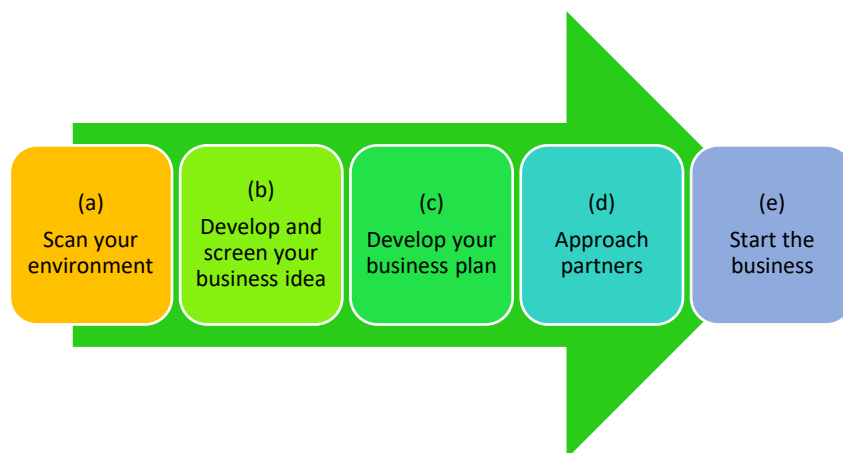 (a)
Scan your
environment
(b)
Develop and
screen your
business idea
(c)
Develop your
business plan
(d)
Approach
partners
(e)
Start the
business